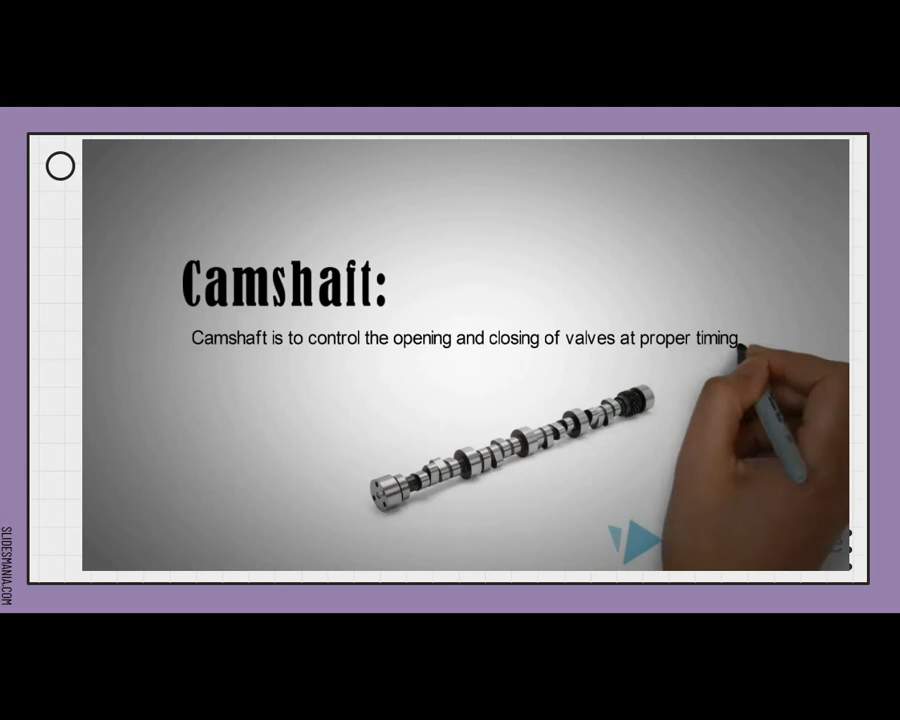 Camshaft:
Camshaft is to control the opening and closing of valves at proper timing
SLIDESMANIA.COM